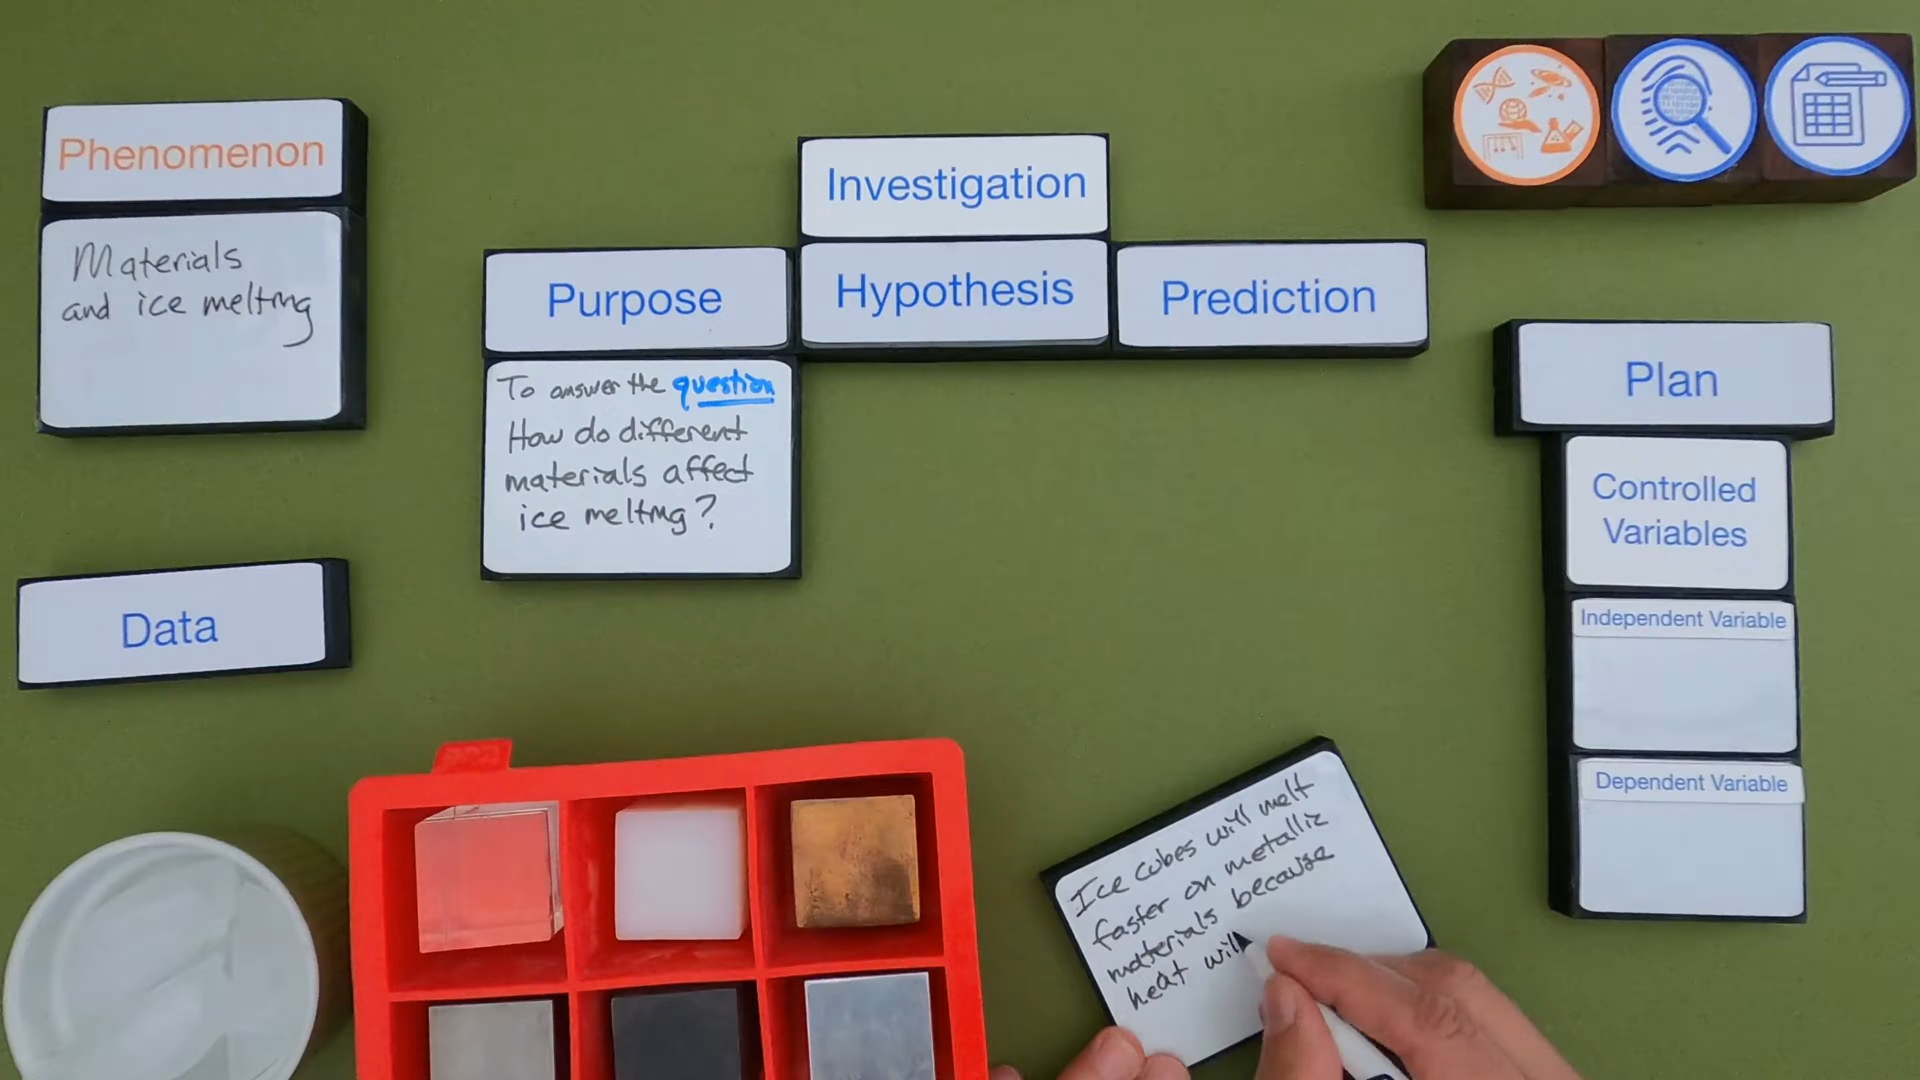 Phenomenon
Materials
and ice melting
Investigation
Purpose
Hypothesis
Prediction
To answer the question
How do different
materials affect
ice melting?
Plan
Controlled
Variables
Independent Variable
Dependent Variable
Data
Ice cubes will melt
faster on metallic
materials because
heat will